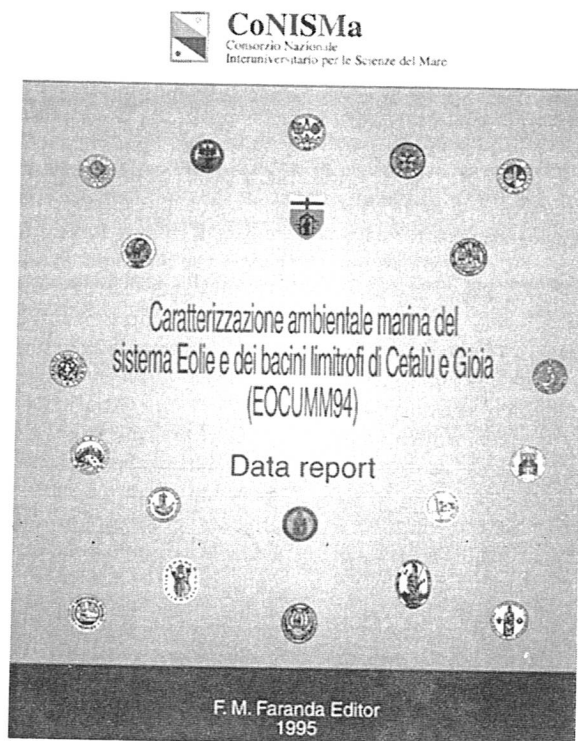 CoNISMa
Consorzio Nazionale
Interuniversitario per le Scienze del Mare
Caratterizzazione ambientale marina del
sistema Eolie e dei bacini limitrofi di Cefalù e Gioia
(EOCUMM94)
Data report
F. M. Faranda Editor
1995